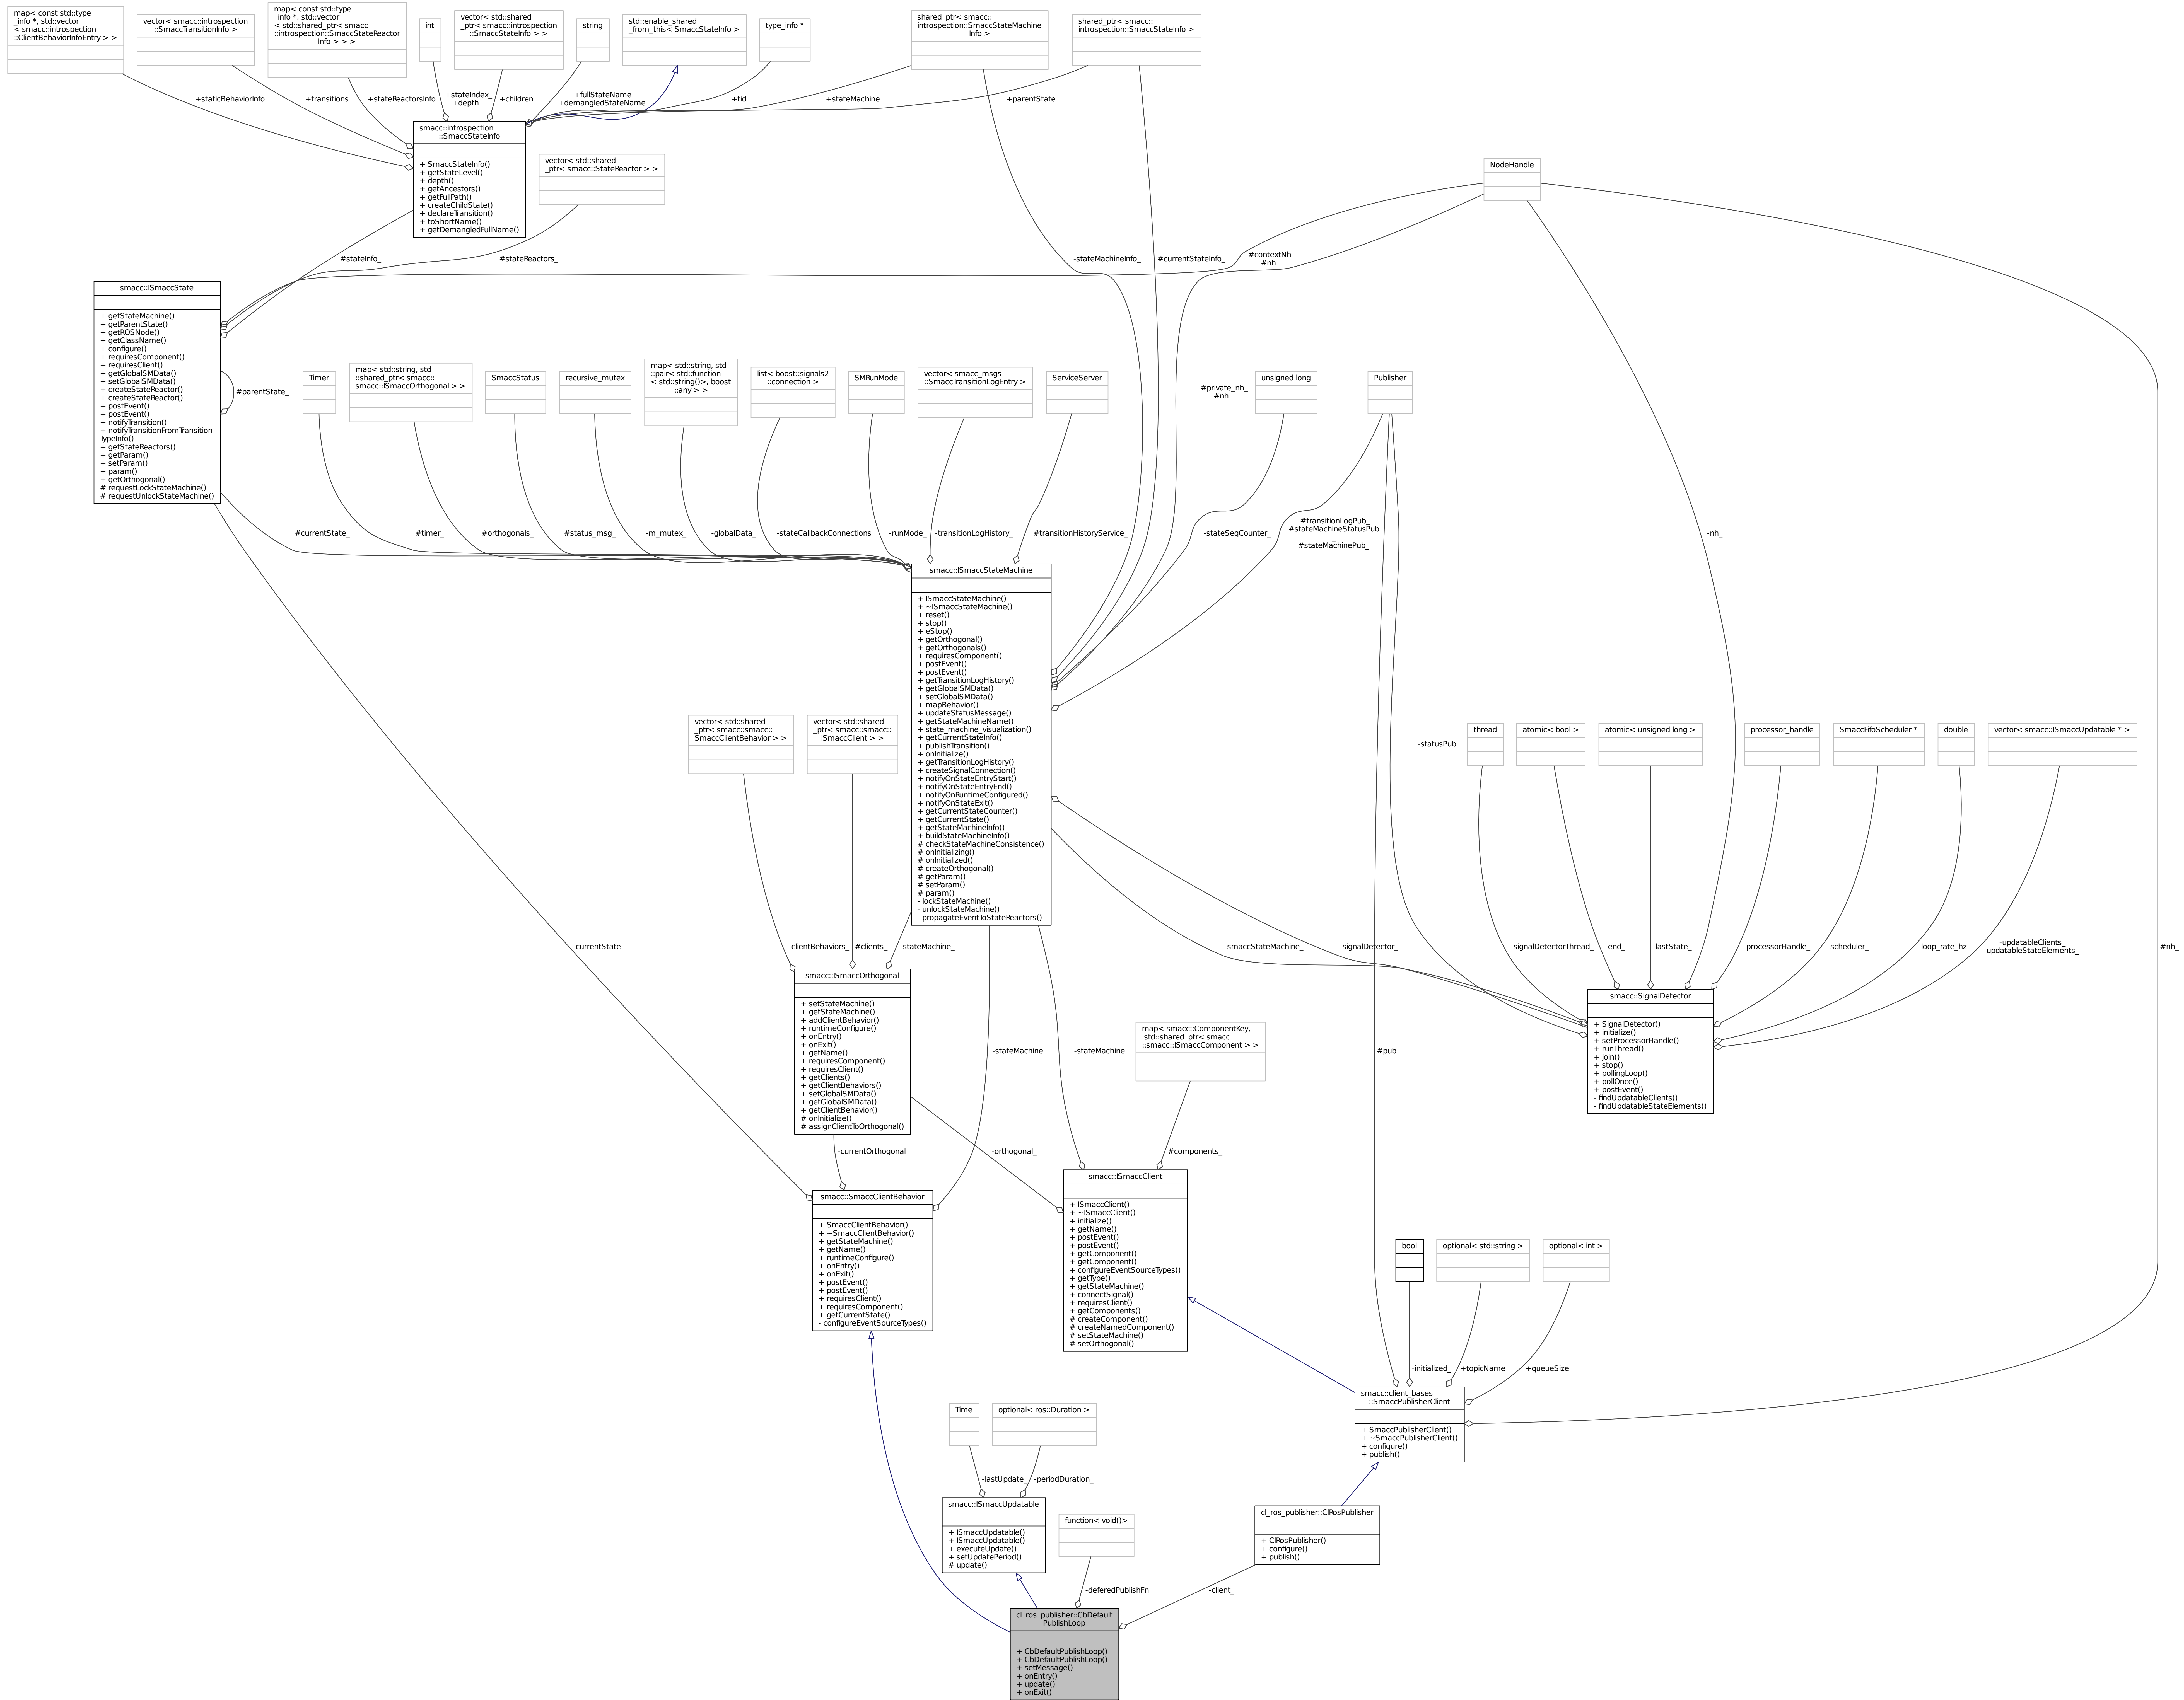 map< const std::type
_info *, std::vector
< smacc::introspection
::ClientBehaviorInfoEntry > >
vector< smacc::introspection
::SmaccTransitionInfo >
map< const std::type
_info *, std::vector
< std::shared_ptr< smacc
::introspection::SmaccStateReactor
Info > > >
int
vector< std::shared
_ptr< smacc::introspection
::SmaccStateInfo > >
string
std::enable_shared
_from_this< SmaccStateInfo >
type_info *
shared_ptr< smacc::
introspection::SmaccStateMachine
Info >
shared_ptr< smacc::
introspection::SmaccStateInfo >
+staticBehaviorInfo
+transitions_
+stateReactorsInfo
+stateIndex_
+depth_
+children_
+fullStateName
+demangledStateName
+tid_
+stateMachine_
+parentState_
smacc::introspection
::SmaccStateInfo
+ SmaccStateInfo()
+ getStateLevel()
+ depth()
+ getAncestors()
+ getFullPath()
+ createChildState()
+ declareTransition()
+ toShortName()
+ getDemangledFullName()
vector< std::shared
_ptr< smacc::StateReactor > >
NodeHandle
#stateInfo_
#stateReactors_
-stateMachineInfo_
#currentStateInfo_
#contextNh
#nh
smacc::ISmaccState
+ getStateMachine()
+ getParentState()
+ getROSNode()
+ getClassName()
+ configure()
+ requiresComponent()
+ requiresClient()
+ getGlobalSMData()
+ setGlobalSMData()
+ createStateReactor()
+ createStateReactor()
+ postEvent()
+ postEvent()
+ notifyTransition()
+ notifyTransitionFromTransition
TypeInfo()
+ getStateReactors()
+ getParam()
+ setParam()
+ param()
+ getOrthogonal()
# requestLockStateMachine()
# requestUnlockStateMachine()
#parentState_
Timer
map< std::string, std
::shared_ptr< smacc::
smacc::ISmaccOrthogonal > >
SmaccStatus
recursive_mutex
map< std::string, std
::pair< std::function
< std::string()>, boost
::any > >
list< boost::signals2
::connection >
SMRunMode
vector< smacc_msgs
::SmaccTransitionLogEntry >
ServiceServer
#private_nh_
#nh_
unsigned long
Publisher
#currentState_
#timer_
#orthogonals_
#status_msg_
-m_mutex_
-globalData_
-stateCallbackConnections
-runMode_
-transitionLogHistory_
#transitionHistoryService_
-stateSeqCounter_
#transitionLogPub_
#stateMachineStatusPub
_
#stateMachinePub_
-nh_
smacc::ISmaccStateMachine
+ ISmaccStateMachine()
+ ~ISmaccStateMachine()
+ reset()
+ stop()
+ eStop()
+ getOrthogonal()
+ getOrthogonals()
+ requiresComponent()
+ postEvent()
+ postEvent()
+ getTransitionLogHistory()
+ getGlobalSMData()
+ setGlobalSMData()
+ mapBehavior()
+ updateStatusMessage()
+ getStateMachineName()
+ state_machine_visualization()
+ getCurrentStateInfo()
+ publishTransition()
+ onInitialize()
+ getTransitionLogHistory()
+ createSignalConnection()
+ notifyOnStateEntryStart()
+ notifyOnStateEntryEnd()
+ notifyOnRuntimeConfigured()
+ notifyOnStateExit()
+ getCurrentStateCounter()
+ getCurrentState()
+ getStateMachineInfo()
+ buildStateMachineInfo()
# checkStateMachineConsistence()
# onInitializing()
# onInitialized()
# createOrthogonal()
# getParam()
# setParam()
# param()
- lockStateMachine()
- unlockStateMachine()
- propagateEventToStateReactors()
vector< std::shared
_ptr< smacc::smacc::
SmaccClientBehavior > >
vector< std::shared
_ptr< smacc::smacc::
ISmaccClient > >
-statusPub_
thread
atomic< bool >
atomic< unsigned long >
processor_handle
SmaccFifoScheduler *
double
vector< smacc::ISmaccUpdatable * >
-currentState
-clientBehaviors_
#clients_
-stateMachine_
-smaccStateMachine_
-signalDetector_
-signalDetectorThread_
-end_
-lastState_
-processorHandle_
-scheduler_
-loop_rate_hz
-updatableClients_
-updatableStateElements_
#nh_
smacc::ISmaccOrthogonal
+ setStateMachine()
+ getStateMachine()
+ addClientBehavior()
+ runtimeConfigure()
+ onEntry()
+ onExit()
+ getName()
+ requiresComponent()
+ requiresClient()
+ getClients()
+ getClientBehaviors()
+ setGlobalSMData()
+ getGlobalSMData()
+ getClientBehavior()
# onInitialize()
# assignClientToOrthogonal()
smacc::SignalDetector
+ SignalDetector()
+ initialize()
+ setProcessorHandle()
+ runThread()
+ join()
+ stop()
+ pollingLoop()
+ pollOnce()
+ postEvent()
- findUpdatableClients()
- findUpdatableStateElements()
-stateMachine_
-stateMachine_
map< smacc::ComponentKey,
std::shared_ptr< smacc
::smacc::ISmaccComponent > >
#pub_
-currentOrthogonal
-orthogonal_
#components_
smacc::SmaccClientBehavior
+ SmaccClientBehavior()
+ ~SmaccClientBehavior()
+ getStateMachine()
+ getName()
+ runtimeConfigure()
+ onEntry()
+ onExit()
+ postEvent()
+ postEvent()
+ requiresClient()
+ requiresComponent()
+ getCurrentState()
- configureEventSourceTypes()
smacc::ISmaccClient
+ ISmaccClient()
+ ~ISmaccClient()
+ initialize()
+ getName()
+ postEvent()
+ postEvent()
+ getComponent()
+ getComponent()
+ configureEventSourceTypes()
+ getType()
+ getStateMachine()
+ connectSignal()
+ requiresClient()
+ getComponents()
# createComponent()
# createNamedComponent()
# setStateMachine()
# setOrthogonal()
bool
optional< std::string >
optional< int >
-initialized_
+topicName
+queueSize
smacc::client_bases
::SmaccPublisherClient
+ SmaccPublisherClient()
+ ~SmaccPublisherClient()
+ configure()
+ publish()
Time
optional< ros::Duration >
-lastUpdate_
-periodDuration_
smacc::ISmaccUpdatable
+ ISmaccUpdatable()
+ ISmaccUpdatable()
+ executeUpdate()
+ setUpdatePeriod()
# update()
function< void()>
cl_ros_publisher::ClRosPublisher
+ ClRosPublisher()
+ configure()
+ publish()
-deferedPublishFn
-client_
cl_ros_publisher::CbDefault
PublishLoop
+ CbDefaultPublishLoop()
+ CbDefaultPublishLoop()
+ setMessage()
+ onEntry()
+ update()
+ onExit()